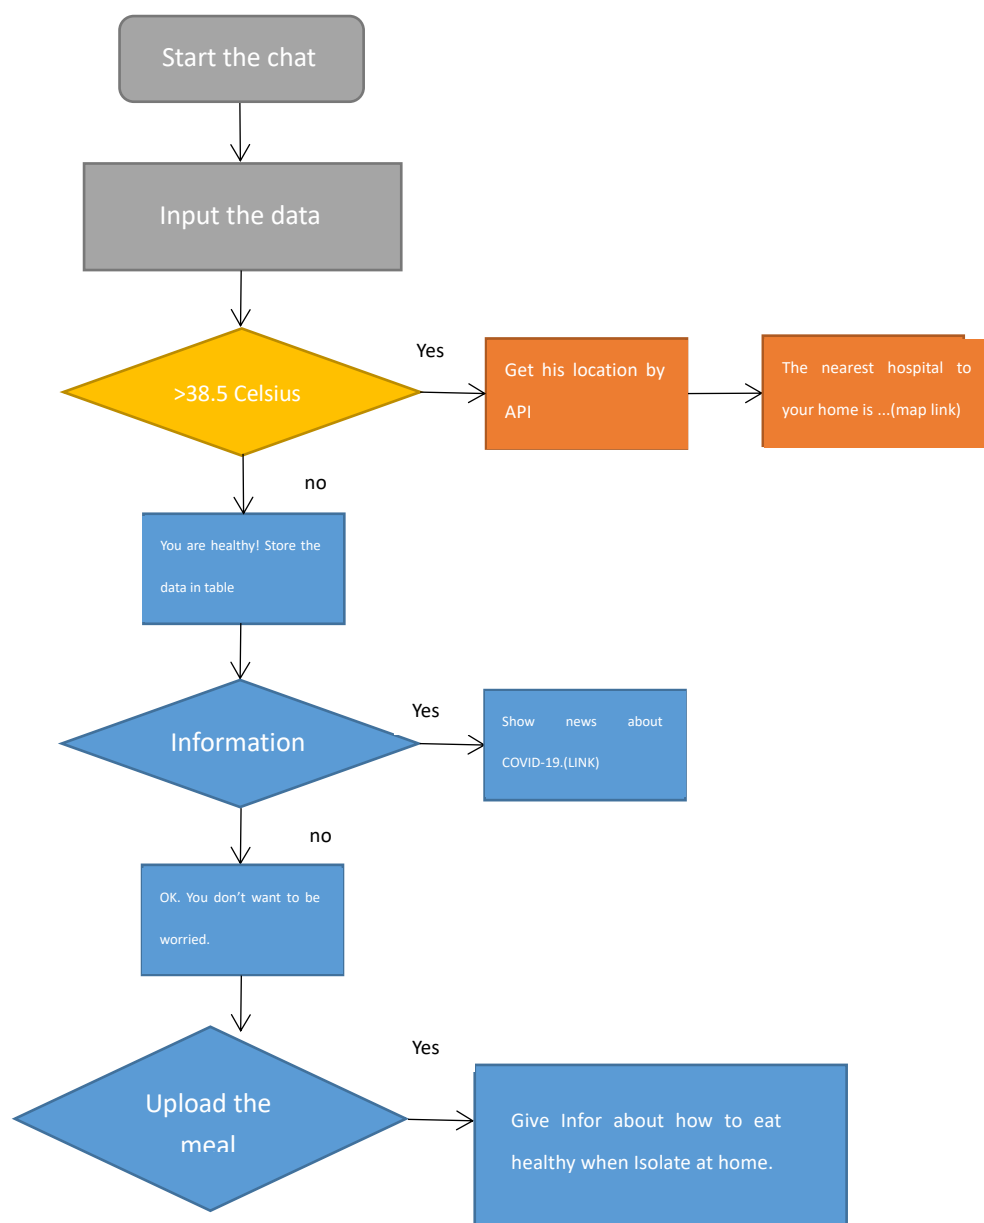 Start the chat
Input the data
>38.5 Celsius
Yes
Get his location by
API
The nearest hospital to
your home is ...(map link)
no
You are healthy! Store the
data in table
Information
Yes
Show news about
COVID-19.(LINK)
no
OK. You don't want to be
worried.
Upload the
meal
Yes
Give Infor about how to eat
healthy when Isolate at home.